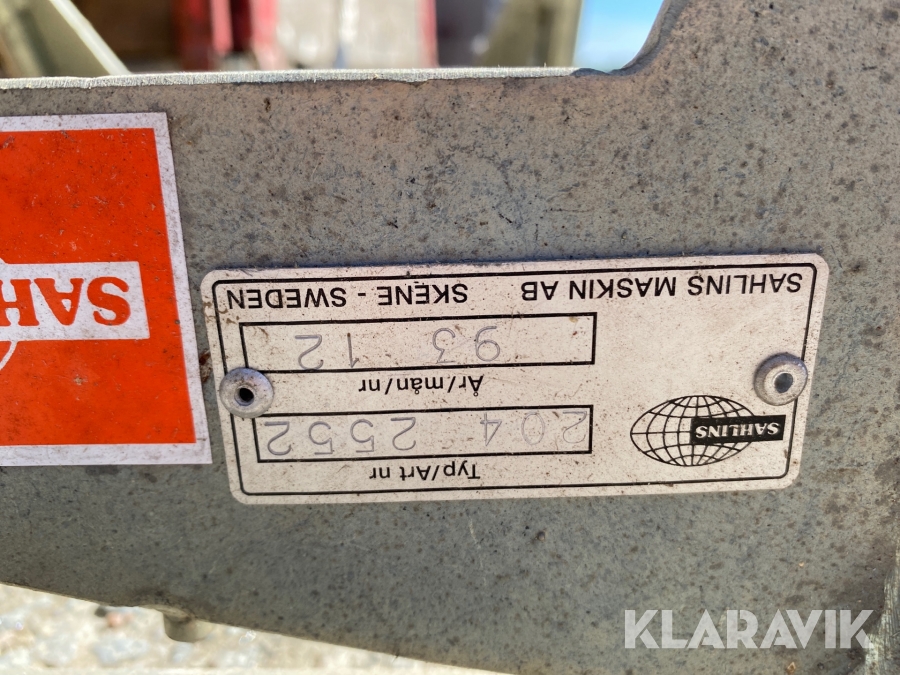 SAHLINS
Typ/Art nr
204 2552
År/mån/nr
93 12
SAHLINS MASKIN AB SKENE - SWEDEN
SAH
KLARAVIK